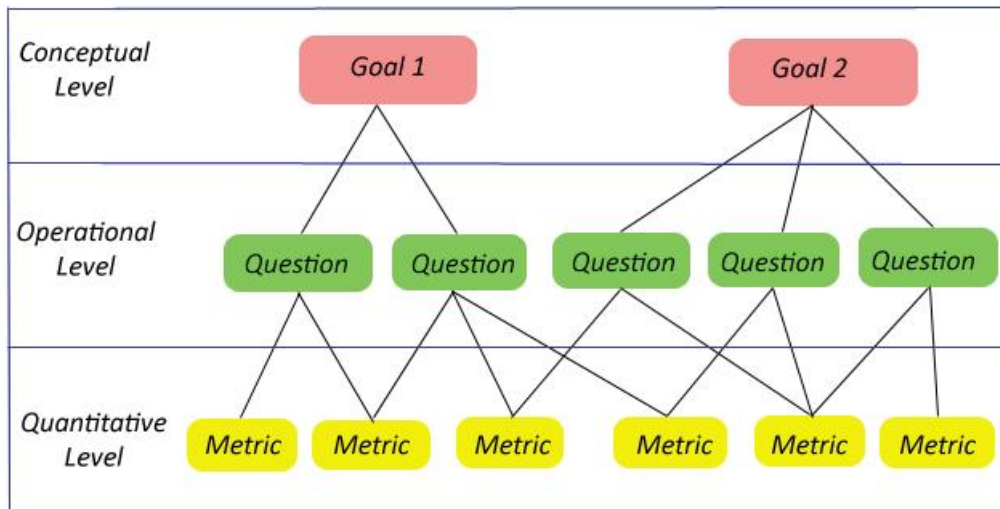 Conceptual
Level
Goal 1
Goal 2
Operational
Level
Question
Question
Question
Question
Question
Quantitative
Level
Metric
Metric
Metric
Metric
Metric
Metric